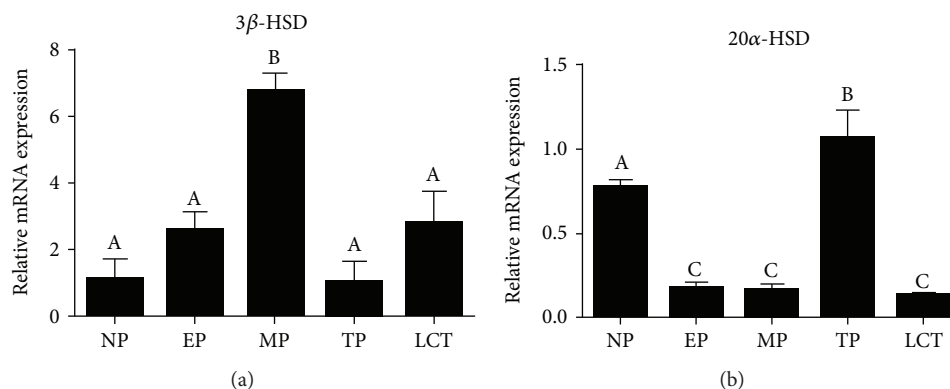 3β-HSD
Relative mRNA expression
8
6
4
2
0
A
A
B
A
A
NP EP MP TP LCT
(a)
20α-HSD
Relative mRNA expression
1.5
1.0
0.5
0.0
A
C
C
B
C
NP EP MP TP LCT
(b)